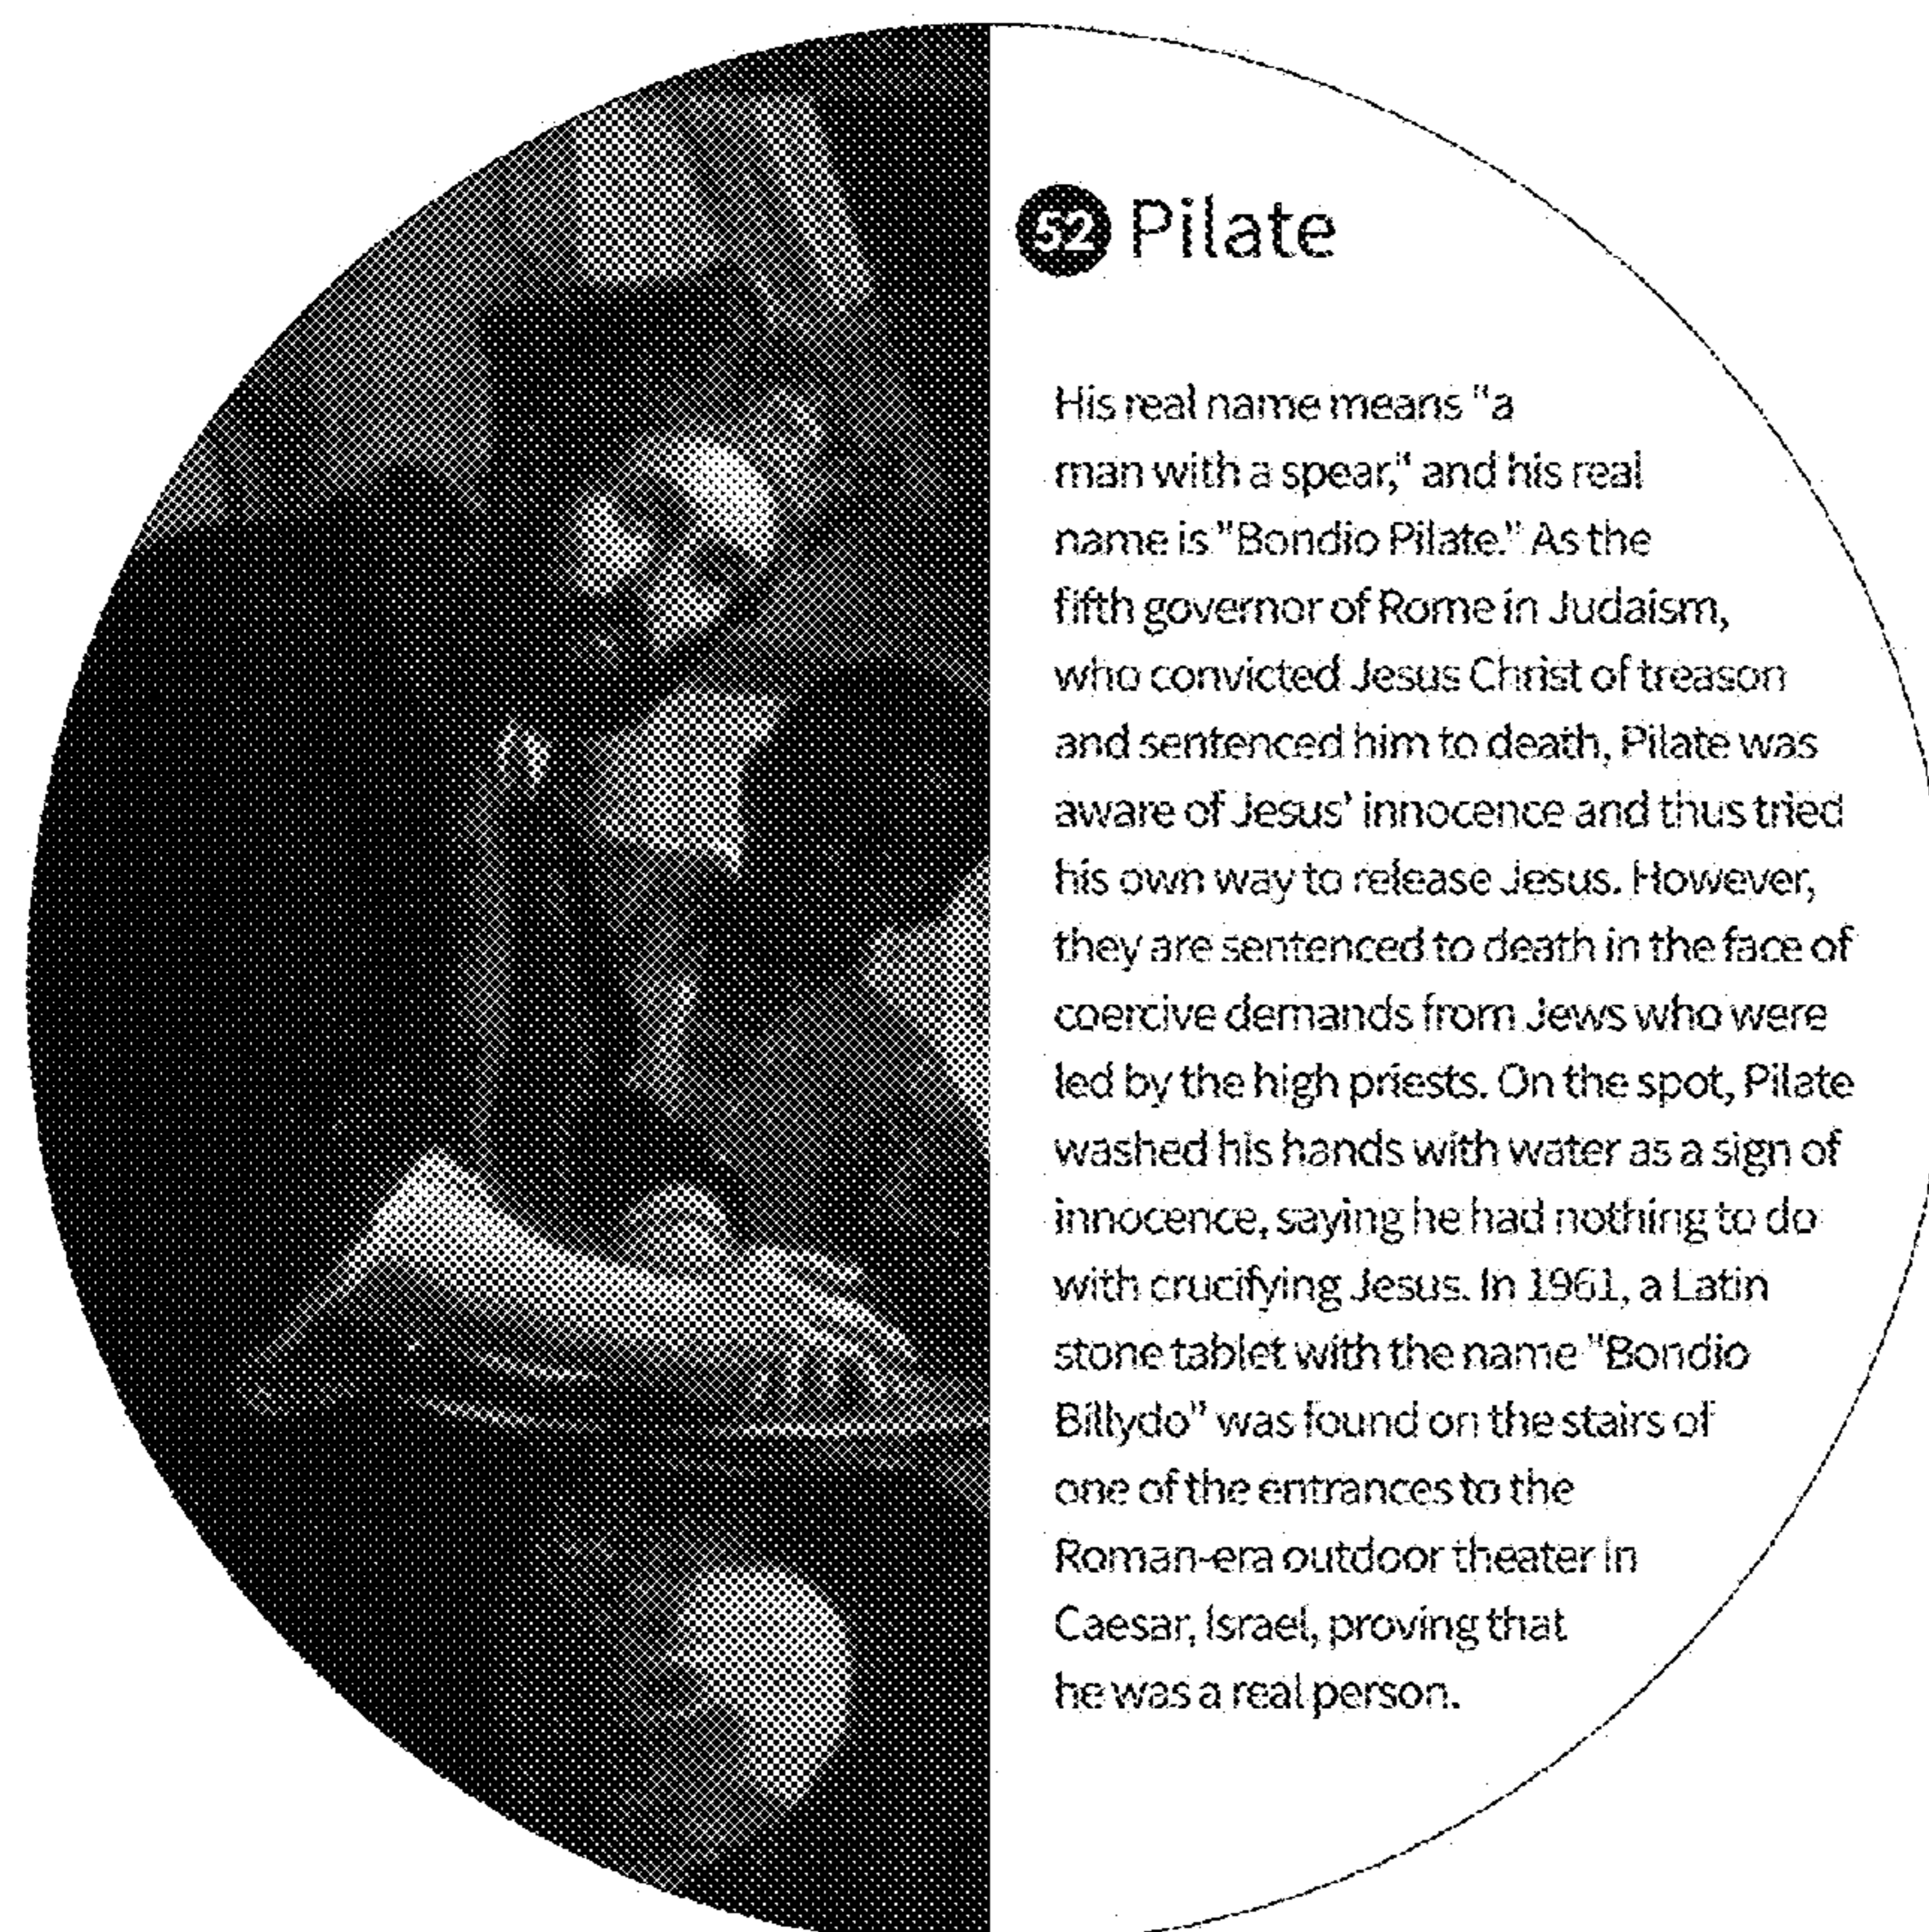 52 Pilate
His real name means "a
man with a spear," and his real
name is "Bondio Pilate." As the
fifth governor of Rome in Judaism,
who convicted Jesus Christ of treason
and sentenced him to death, Pilate was
aware of Jesus' innocence and thus tried
his own way to release Jesus. However,
they are sentenced to death in the face of
coercive demands from Jews who were
led by the high priests. On the spot, Pilate
washed his hands with water as a sign of
innocence, saying he had nothing to do
with crucifying Jesus. In 1961, a Latin
stone tablet with the name "Bondio
Billydo" was found on the stairs of
one of the entrances to the
Roman-era outdoor theater in
Caesar, Israel, proving that
he was a real person.